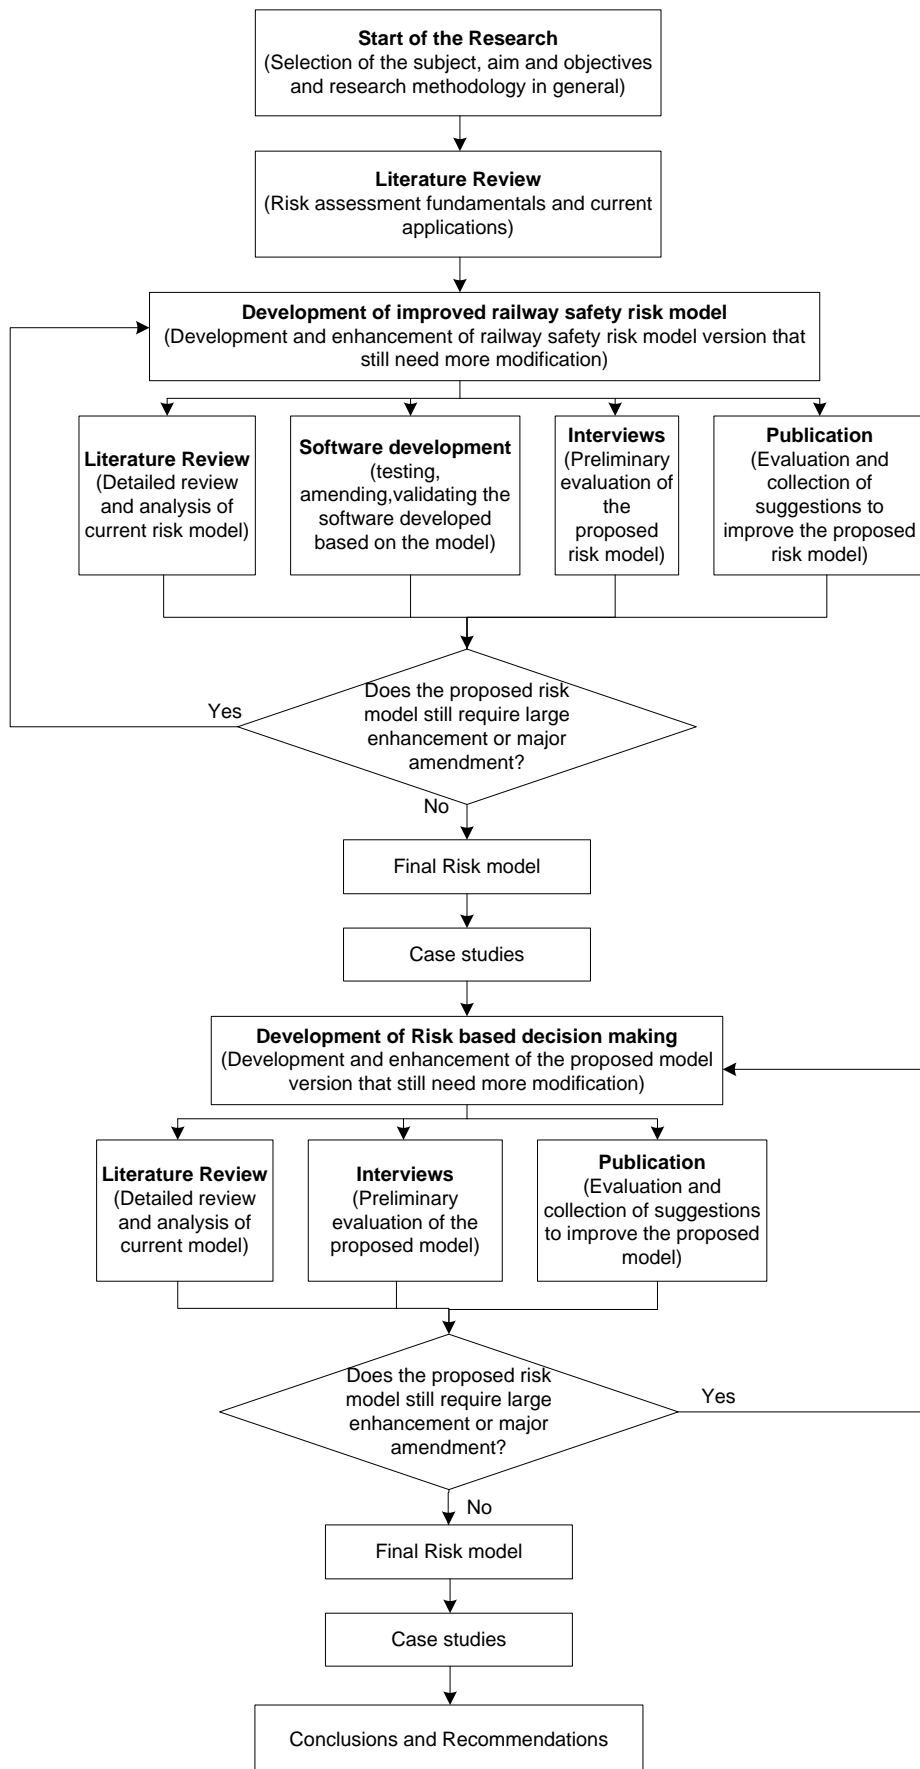 Start of the Research
(Selection of the subject, aim and objectives
and research methodology in general)
Literature Review
(Risk assessment fundamentals and current
applications)
Development of improved railway safety risk model
(Development and enhancement of railway safety risk model version that
still need more modification)
Literature Review
(Detailed review
and analysis of
current risk model)
Software development
(testing,
amending,validating the
software developed
based on the model)
Interviews
(Preliminary
evaluation of
the
proposed
risk model)
Publication
(Evaluation and
collection of
suggestions to
improve the proposed
risk model)
Does the proposed risk
model still require large
enhancement or major
amendment?
Yes
No
Final Risk model
Case studies
Development of Risk based decision making
(Development and enhancement of the proposed model
version that still need more modification)
Literature Review
(Detailed review
and analysis of
current model)
Interviews
(Preliminary
evaluation of the
proposed model)
Publication
(Evaluation and
collection of suggestions
to improve the proposed
model)
Does the proposed risk
model still require large
enhancement or major
amendment?
Yes
No
Final Risk model
Case studies
Conclusions and Recommendations